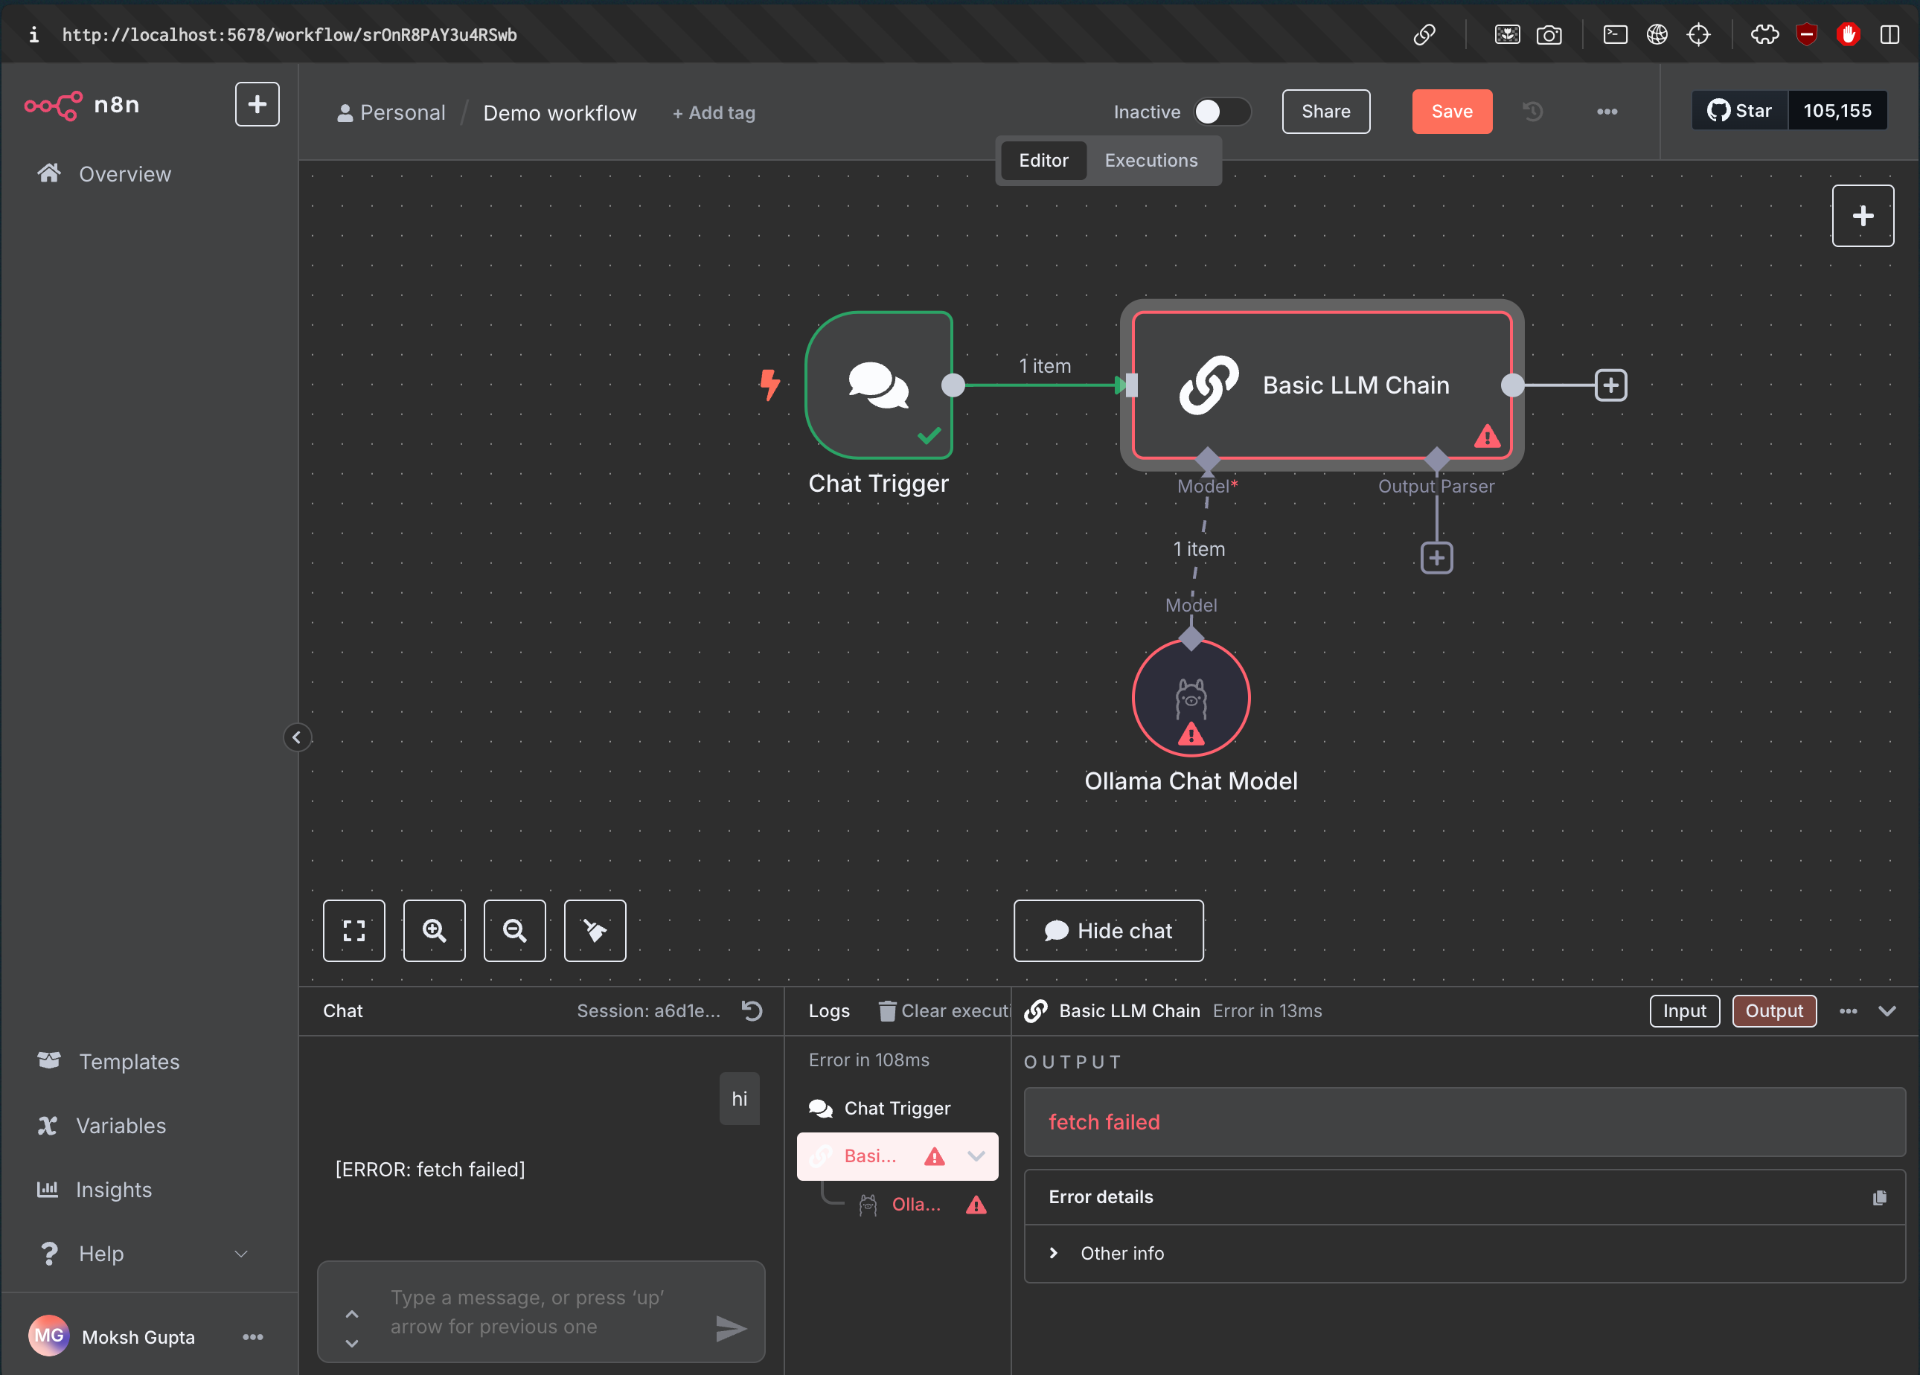 i http://localhost:5678/workflow/srOnR8PAY3u4RSwb
n8n
Personal / Demo workflow + Add tag
Inactive
Share
Save
Star 105,155
Editor Executions
Overview
1 item
Basic LLM Chain
Chat Trigger
Model*
Output Parser
1 item
Model
Ollama Chat Model
Hide chat
Templates
Variables
Insights
Help
MG Moksh Gupta
Chat Session: a6d1e...
hi
[ERROR: fetch failed]
Type a message, or press ‘up’
arrow for previous one
Logs Clear executi
Error in 108ms
Chat Trigger
Basi...
Olla...
Basic LLM Chain Error in 13ms
Input Output
OUTPUT
fetch failed
Error details
Other info